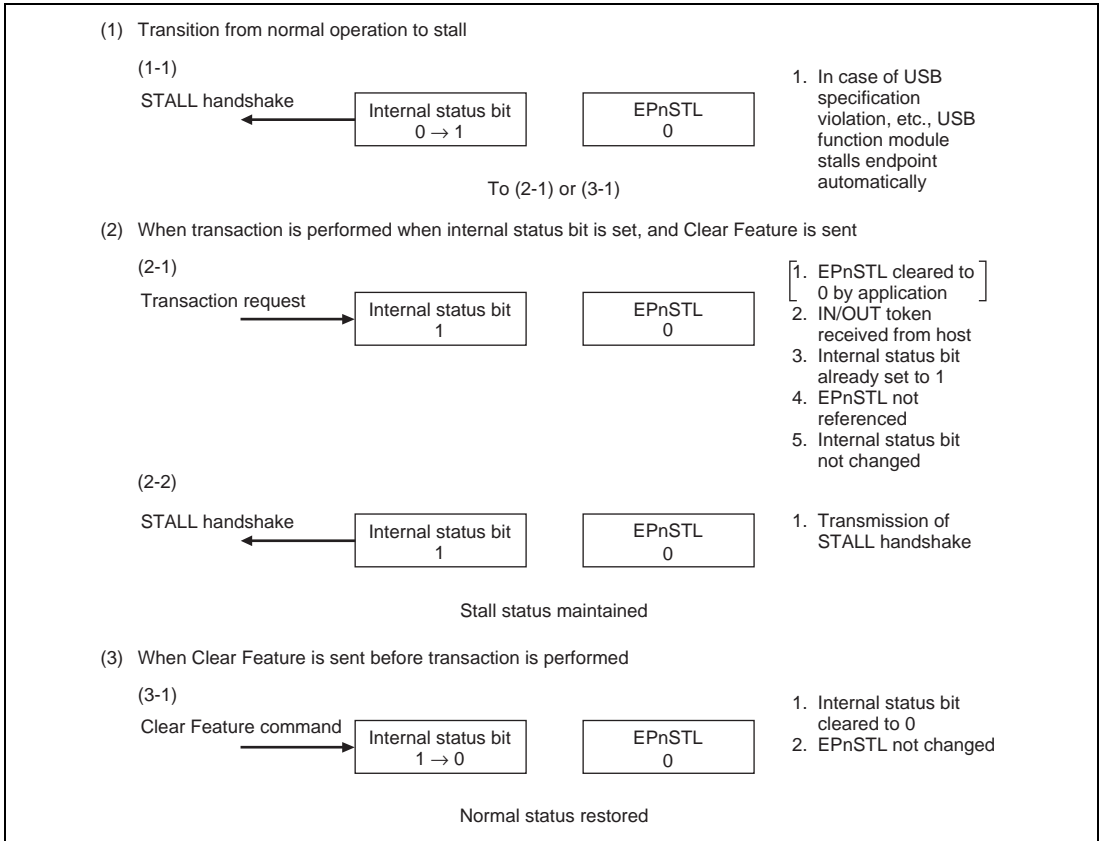 (1) Transition from normal operation to stall
(1-1)
STALL handshake
Internal status bit
0 → 1
EPnSTL
0
1. In case of USB
specification
violation, etc., USB
function module
stalls endpoint
automatically
To (2-1) or (3-1)
(2) When transaction is performed when internal status bit is set, and Clear Feature is sent
(2-1)
Transaction request
Internal status bit
1
EPnSTL
0
1. EPnSTL cleared to
0 by application
2. IN/OUT token
received from host
3. Internal status bit
already set to 1
4. EPnSTL not
referenced
5. Internal status bit
not changed
(2-2)
STALL handshake
Internal status bit
1
EPnSTL
0
1. Transmission of
STALL handshake
Stall status maintained
(3) When Clear Feature is sent before transaction is performed
(3-1)
Clear Feature command
Internal status bit
1 → 0
EPnSTL
0
1. Internal status bit
cleared to 0
2. EPnSTL not changed
Normal status restored